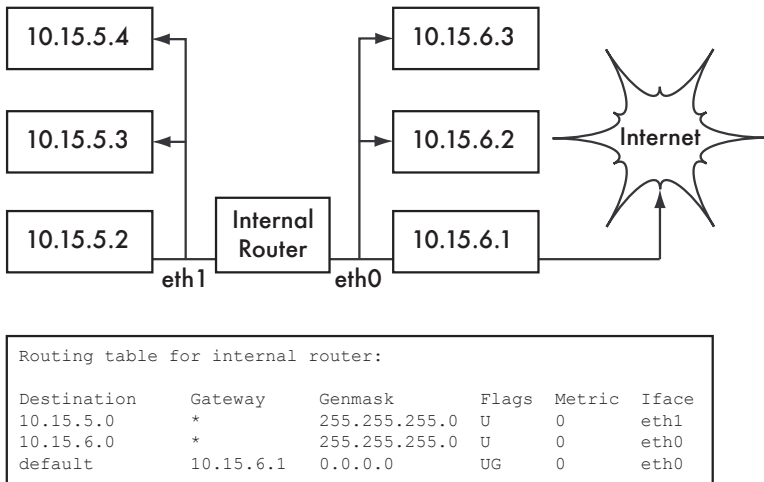 10.15.5.4
10.15.6.3
10.15.5.3
10.15.6.2
Internet
10.15.5.2
Internal
Router
10.15.6.1
eth1
eth0
Routing table for internal router:
Destination Gateway Genmask Flags Metric Iface
10.15.5.0 * 255.255.255.0 U 0 eth1
10.15.6.0 * 255.255.255.0 U 0 eth0
default 10.15.6.1 0.0.0.0 UG 0 eth0